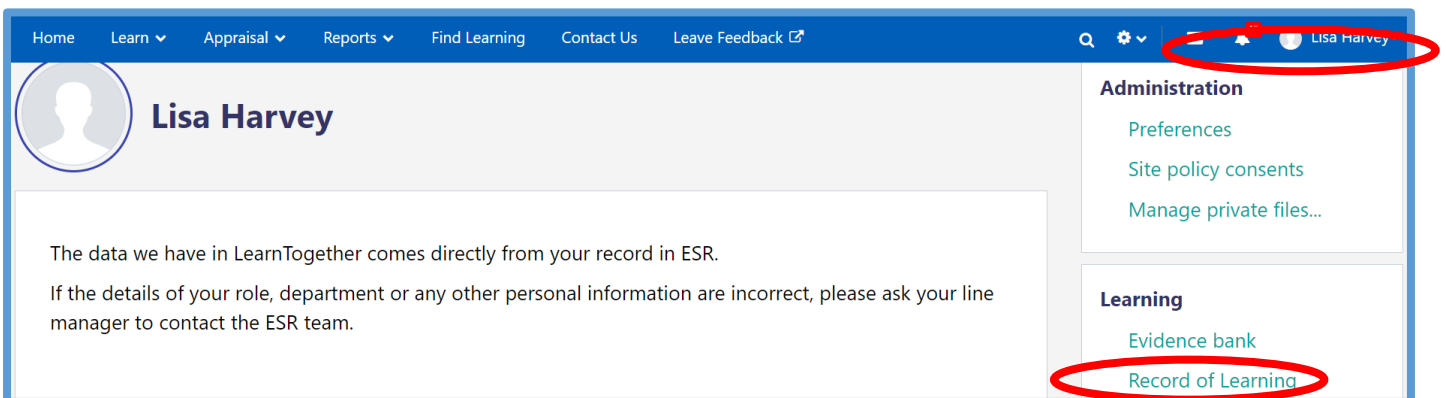 Home Learn Appraisal Reports Find Learning Contact Us Leave Feedback Lisa Harvey
Lisa Harvey
The data we have in LearnTogether comes directly from your record in ESR.
If the details of your role, department or any other personal information are incorrect, please ask your line
manager to contact the ESR team.
Administration
Preferences
Site policy consents
Manage private files...
Learning
Evidence bank
Record of Learning